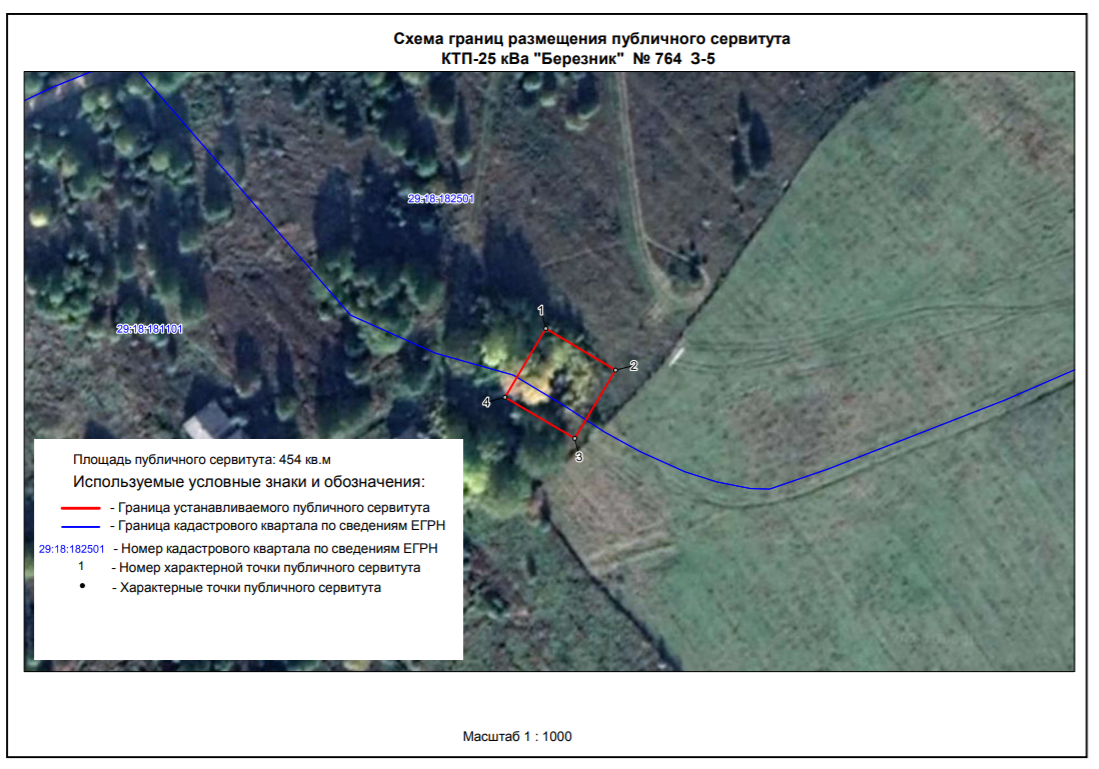 Схема границ размещения публичного сервитута
КТП-25 кВа "Березник" № 764 З-5
29:18:182501
29:18:181101
1
2
4
3
Площадь публичного сервитута: 454 кв.м
Используемые условные знаки и обозначения:
- Граница устанавливаемого публичного сервитута
- Граница кадастрового квартала по сведениям ЕГРН
29:18:182501 - Номер кадастрового квартала по сведениям ЕГРН
1 - Номер характерной точки публичного сервитута
- Характерные точки публичного сервитута
Масштаб 1 : 1000